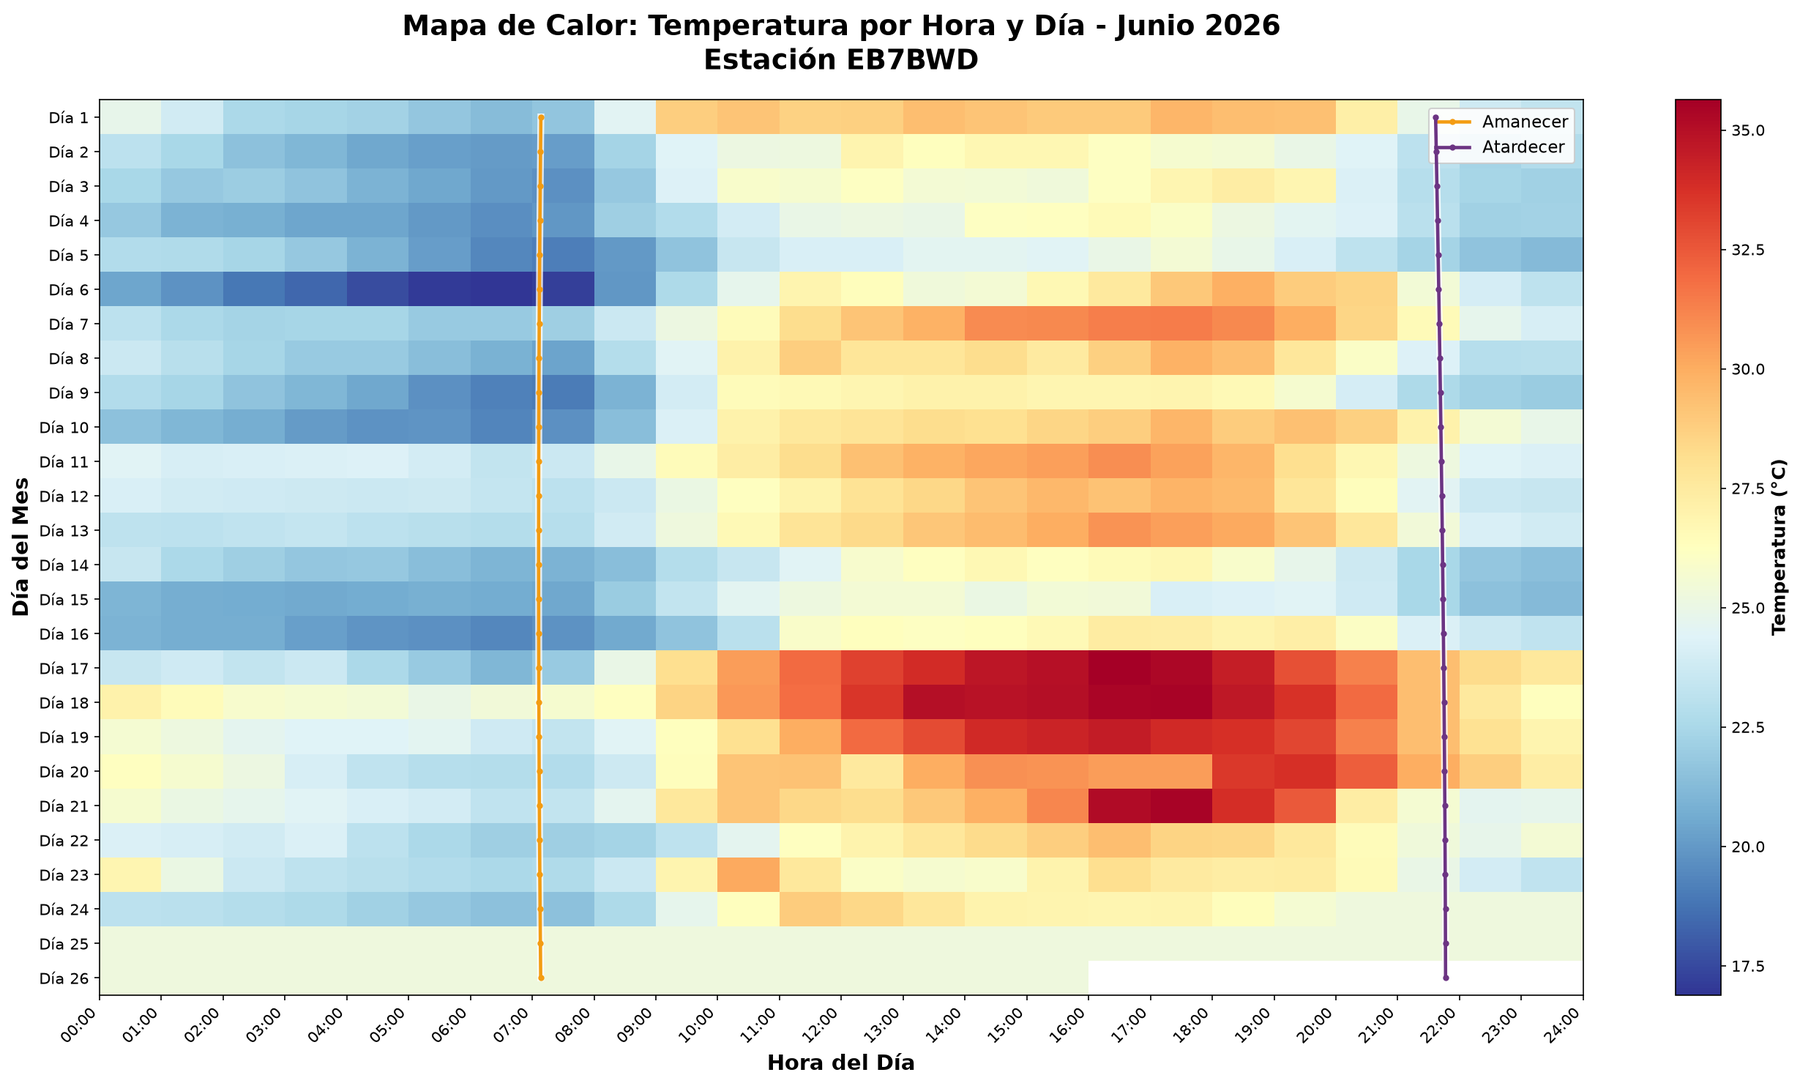 Mapa de Calor: Temperatura por Hora y Día - Junio 2026
Estación EB7BWD
Amanecer
Atardecer
Día del Mes
Día 1
Día 2
Día 3
Día 4
Día 5
Día 6
Día 7
Día 8
Día 9
Día 10
Día 11
Día 12
Día 13
Día 14
Día 15
Día 16
Día 17
Día 18
Día 19
Día 20
Día 21
Día 22
Día 23
Día 24
Día 25
Día 26
00:00
01:00
02:00
03:00
04:00
05:00
06:00
07:00
08:00
09:00
10:00
11:00
12:00
13:00
14:00
15:00
16:00
17:00
18:00
19:00
20:00
21:00
22:00
23:00
24:00
Hora del Día
35.0
32.5
30.0
27.5
25.0
22.5
20.0
17.5
Temperatura (°C)